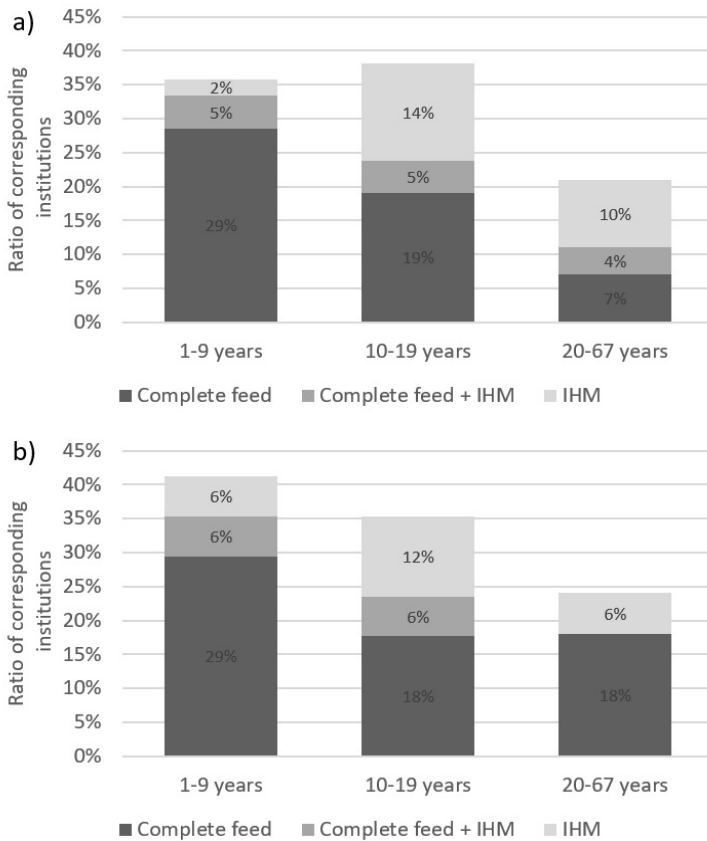 a)
Ratio of corresponding
institutions
45%
40%
35%
30%
25%
20%
15%
10%
5%
0%
2%
5%
29%
14%
5%
19%
10%
4%
7%
1-9 years
10-19 years
20-67 years
Complete feed
Complete feed + IHM
IHM
b)
Ratio of corresponding
institutions
45%
40%
35%
30%
25%
20%
15%
10%
5%
0%
6%
6%
29%
12%
6%
18%
6%
18%
1-9 years
10-19 years
20-67 years
Complete feed
Complete feed + IHM
IHM